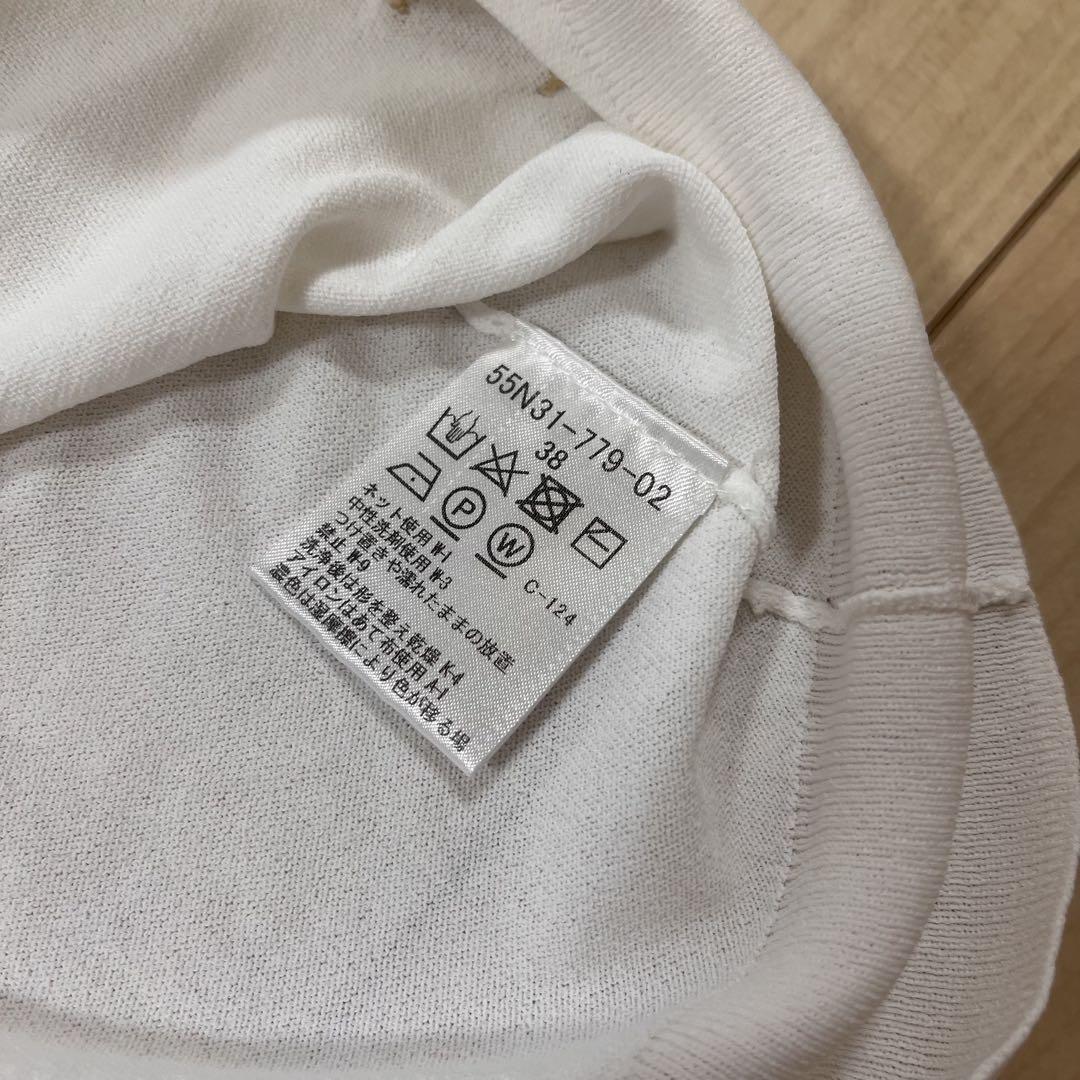 55N31-779-02
38
P W
C-124
ネット使用 W-1
中性洗剤使用 W-3
つけ置きや濡れたままの放置
禁止 W-9
洗浄後は形を整え乾燥 K-4
アイロンはあて布使用 A-1
濃色は湿摩擦により色が移る場